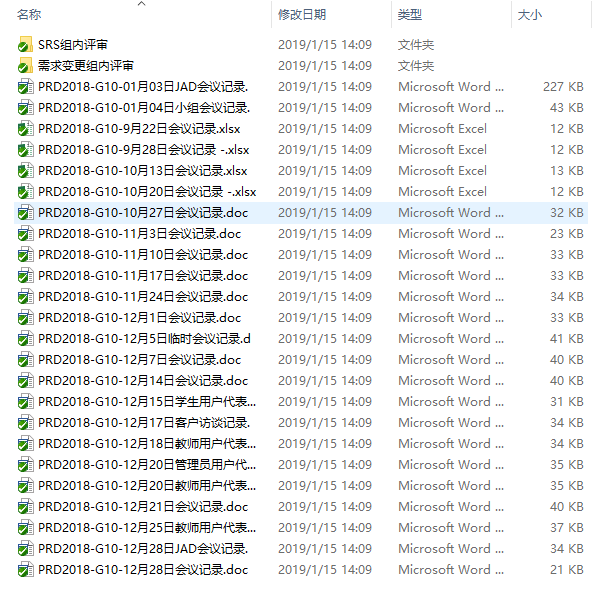 名称 修改日期 类型 大小
SRS组内评审 2019/1/15 14:09 文件夹
需求变更组内评审 2019/1/15 14:09 文件夹
PRD2018-G10-01月03日JAD会议记录. 2019/1/15 14:09 Microsoft Word ... 227 KB
PRD2018-G10-01月04日小组会议记录. 2019/1/15 14:09 Microsoft Word ... 43 KB
PRD2018-G10-9月22日会议记录.xlsx 2019/1/15 14:09 Microsoft Excel 12 KB
PRD2018-G10-9月28日会议记录 -.xlsx 2019/1/15 14:09 Microsoft Excel 12 KB
PRD2018-G10-10月13日会议记录.xlsx 2019/1/15 14:09 Microsoft Excel 13 KB
PRD2018-G10-10月20日会议记录 -.xlsx 2019/1/15 14:09 Microsoft Excel 12 KB
PRD2018-G10-10月27日会议记录.doc 2019/1/15 14:09 Microsoft Word ... 32 KB
PRD2018-G10-11月3日会议记录.doc 2019/1/15 14:09 Microsoft Word ... 23 KB
PRD2018-G10-11月10日会议记录.doc 2019/1/15 14:09 Microsoft Word ... 33 KB
PRD2018-G10-11月17日会议记录.doc 2019/1/15 14:09 Microsoft Word ... 33 KB
PRD2018-G10-11月24日会议记录.doc 2019/1/15 14:09 Microsoft Word ... 34 KB
PRD2018-G10-12月1日会议记录.doc 2019/1/15 14:09 Microsoft Word ... 33 KB
PRD2018-G10-12月5日临时会议记录.d 2019/1/15 14:09 Microsoft Word ... 41 KB
PRD2018-G10-12月7日会议记录.doc 2019/1/15 14:09 Microsoft Word ... 40 KB
PRD2018-G10-12月14日会议记录.doc 2019/1/15 14:09 Microsoft Word ... 40 KB
PRD2018-G10-12月15日学生用户代表... 2019/1/15 14:09 Microsoft Word ... 31 KB
PRD2018-G10-12月17日客户访谈记录. 2019/1/15 14:09 Microsoft Word ... 34 KB
PRD2018-G10-12月18日教师用户代表... 2019/1/15 14:09 Microsoft Word ... 34 KB
PRD2018-G10-12月20日管理员用户代... 2019/1/15 14:09 Microsoft Word ... 35 KB
PRD2018-G10-12月20日教师用户代表... 2019/1/15 14:09 Microsoft Word ... 35 KB
PRD2018-G10-12月21日会议记录.doc 2019/1/15 14:09 Microsoft Word ... 40 KB
PRD2018-G10-12月25日教师用户代表... 2019/1/15 14:09 Microsoft Word ... 37 KB
PRD2018-G10-12月28日JAD会议记录. 2019/1/15 14:09 Microsoft Word ... 34 KB
PRD2018-G10-12月28日会议记录.doc 2019/1/15 14:09 Microsoft Word ... 21 KB